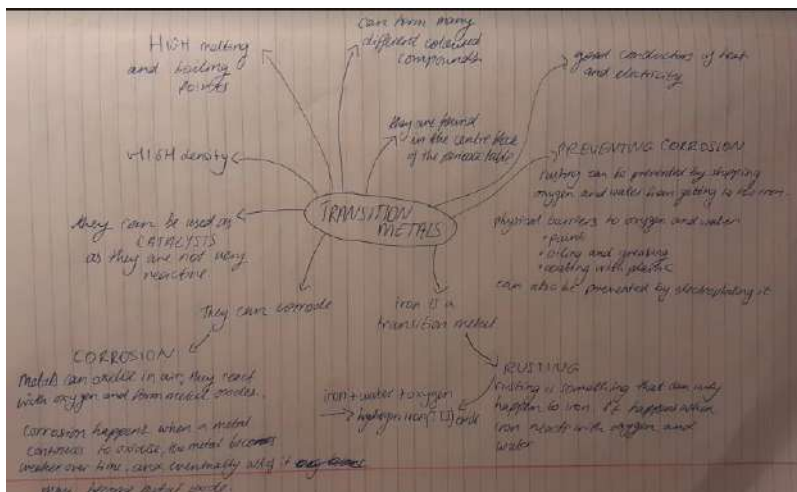 HIGH melting
and boiling
points
can form many
different coloured
compounds
good conductors of heat
and electricity
they are found
in the centre block
of the periodic table
HIGH density
TRANSITION
METALS
they can be used as
CATALYSTS
as they are not very
reactive
PREVENTING CORROSION
rusting can be prevented by stopping
oxygen and water from getting to the iron.
physical barriers to oxygen and water
• paint
• oiling and greasing
• coating with plastic
can also be prevented by electroplating it
They can corrode
iron is a
transition metal
CORROSION
metals can oxidise in air, they react
with oxygen and form metal oxides.
corrosion happens when a metal
continues to oxidise, the metal becomes
weaker over time, and eventually all of it
may become metal oxide.
iron + water + oxygen
→ iron(III) oxide
RUSTING
rusting is something that can only
happen to iron. It happens when
iron reacts with oxygen and
water